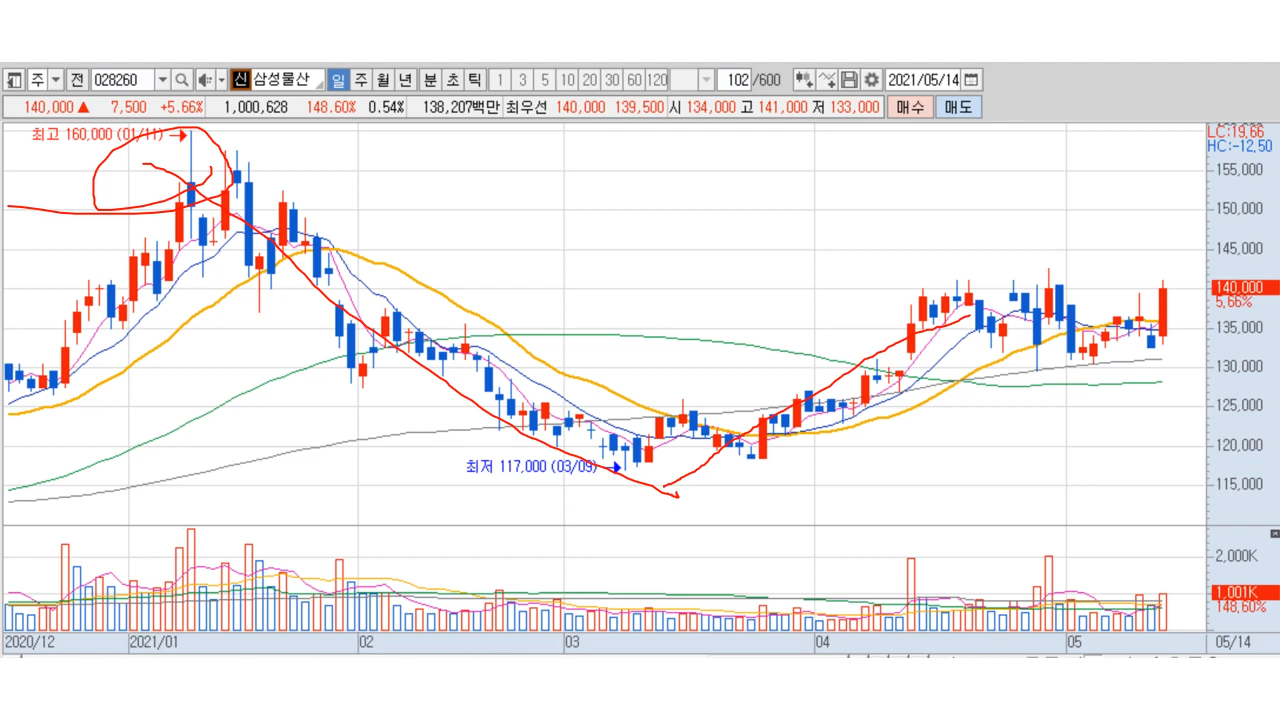 주 전 028260 신 삼성물산 일 주 월 년 분 초 틱 1 3 5 10 20 30 60 120 102 /600 2021/05/14
140,000 ▲ 7,500 +5.66% 1,000,628 148.60% 0.54% 138,207백만 최우선 140,000 139,500 시 134,000 고 141,000 저 133,000 매수 매도
최고 160,000 (01/11)
LC:19,66
HC:-12,50
155,000
150,000
145,000
140,000
5,66%
135,000
130,000
125,000
120,000
최저 117,000 (03/09)
115,000
2,000K
1,001K
148,60%
2020/12 2021/01 02 03 04 05 05/14